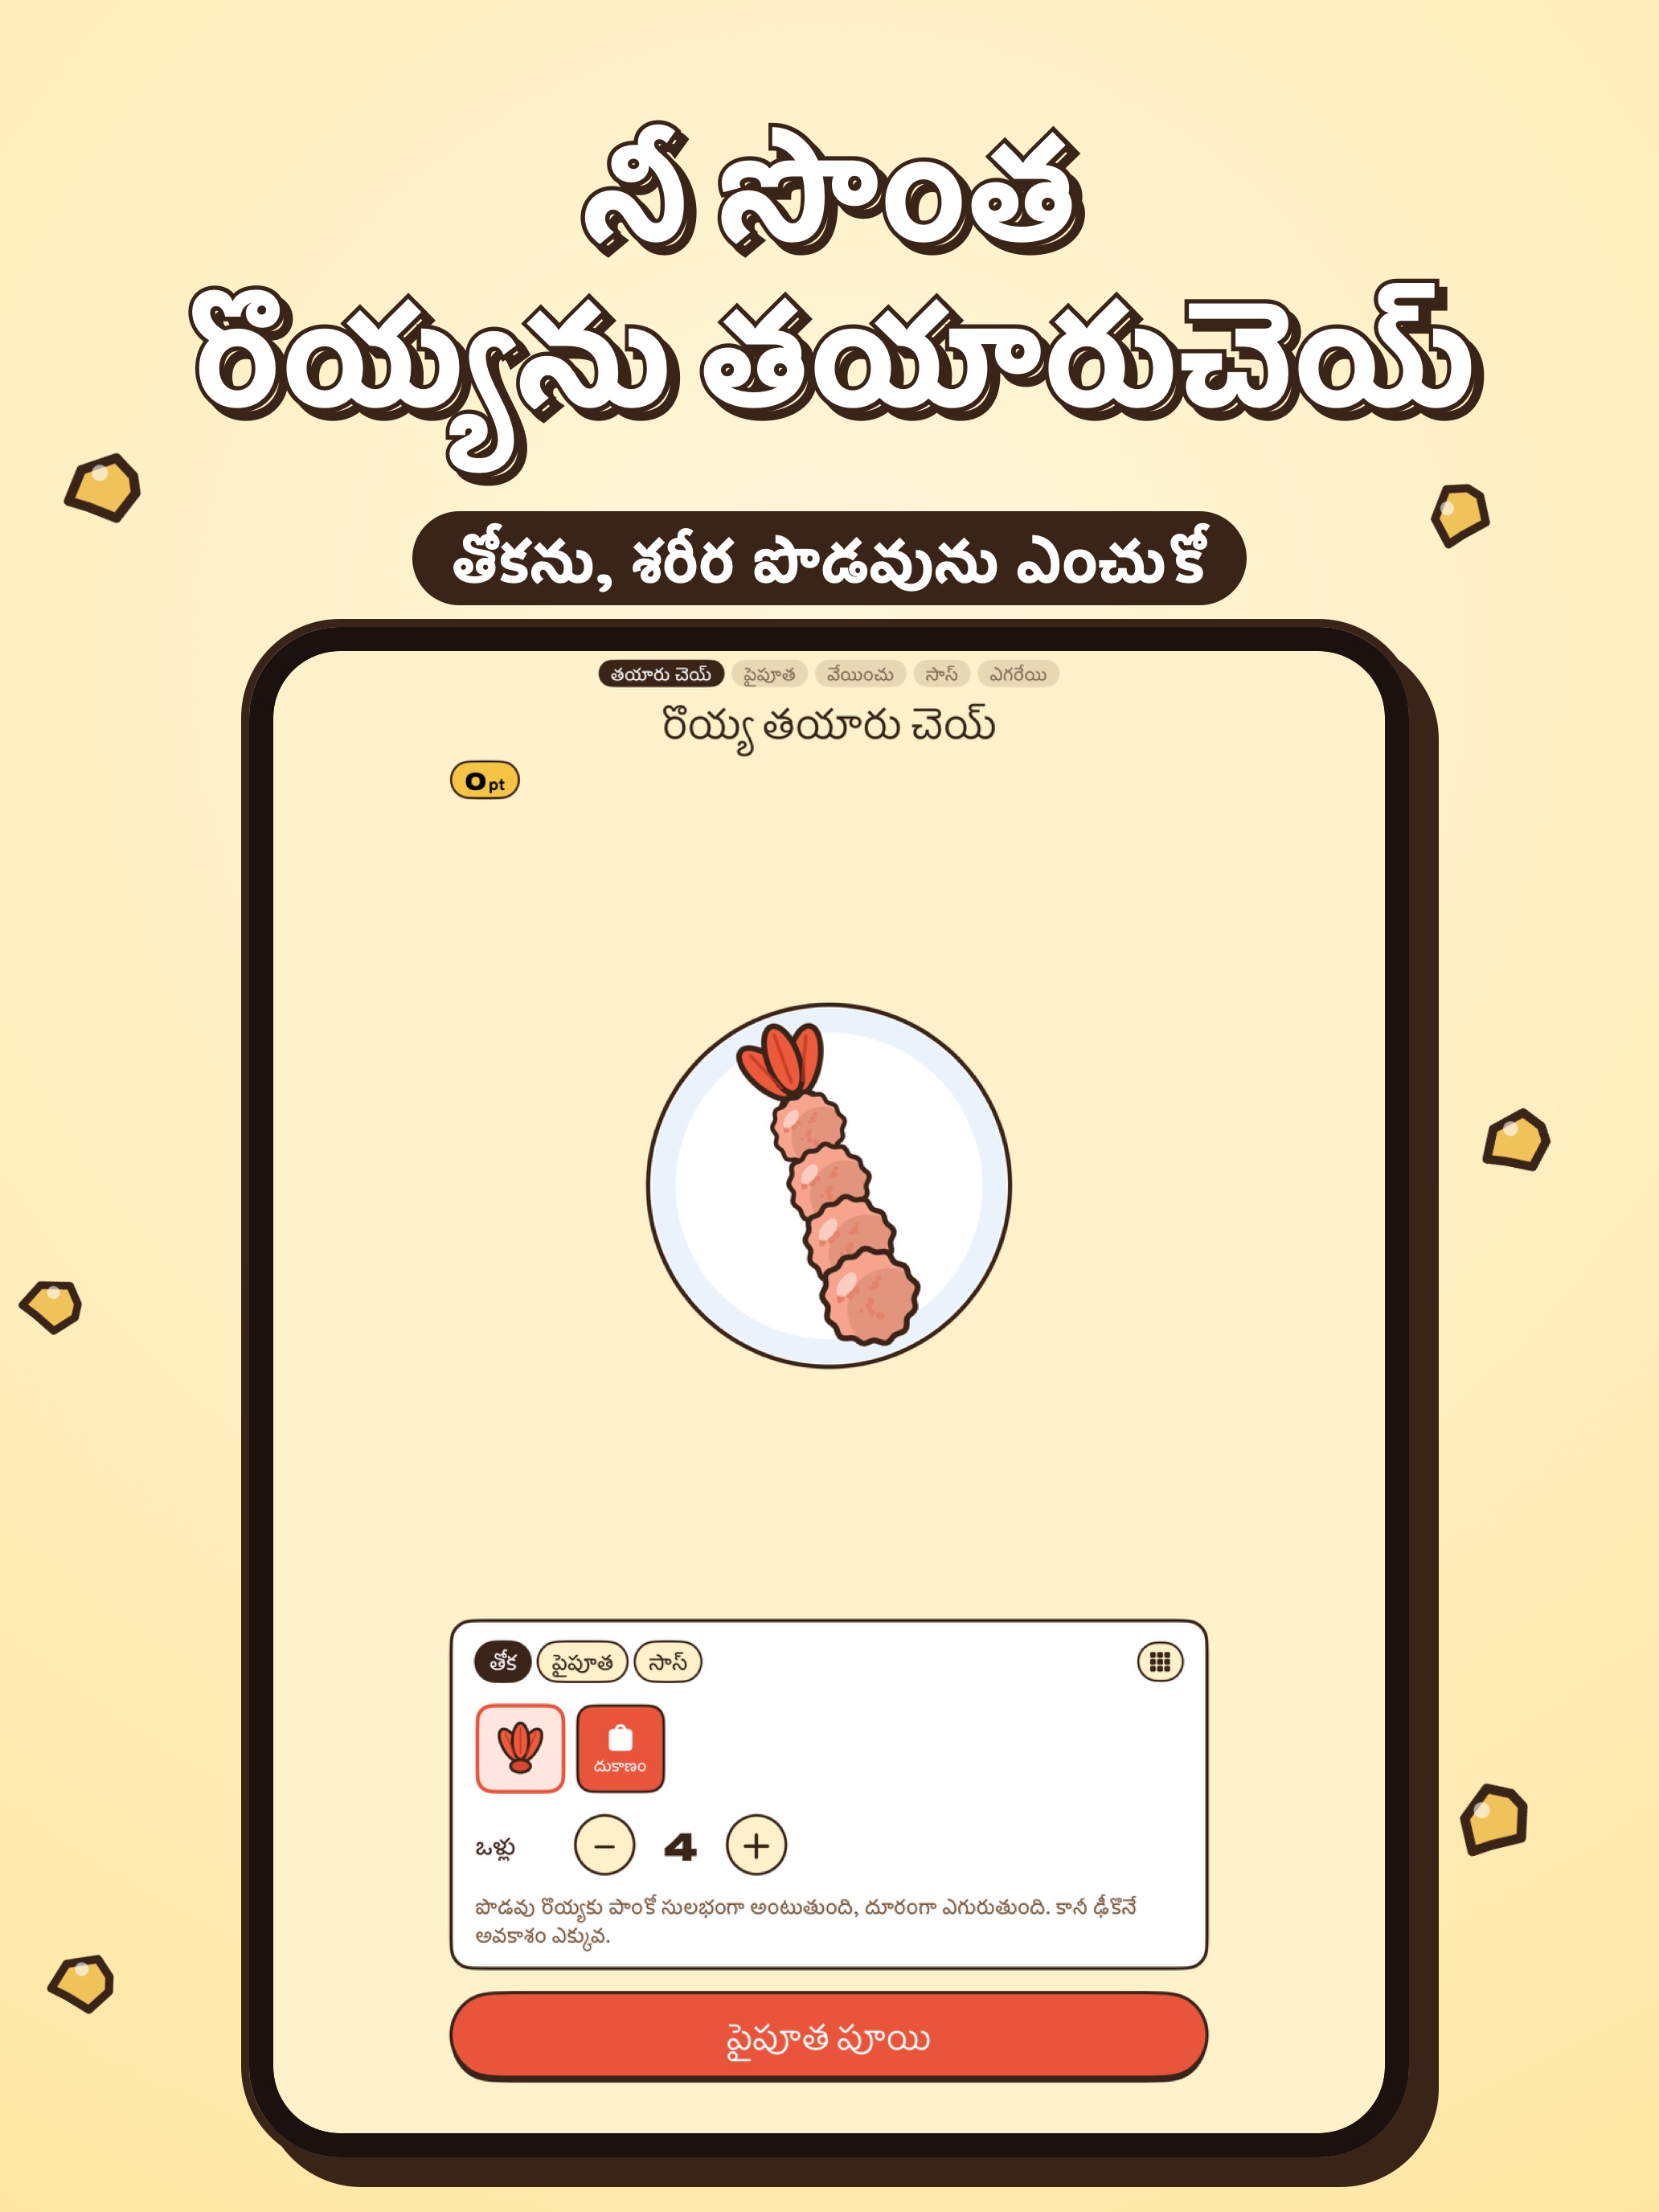 నీ సొంత
రొయ్యను తయారుచెయ్
తోకను, శరీర పొడవును ఎంచుకో
తయారు చెయ్ పైపూత వేయించు సాస్ ఎగరేయి
రొయ్య తయారు చెయ్
0pt
తోక పైపూత సాస్
దుకాణం
ఒళ్లు − 4 +
పొడవు రొయ్యకు పాంకో సులభంగా అంటుతుంది, దూరంగా ఎగురుతుంది. కానీ ఢీకొనే
అవకాశం ఎక్కువ.
పైపూత పూయి